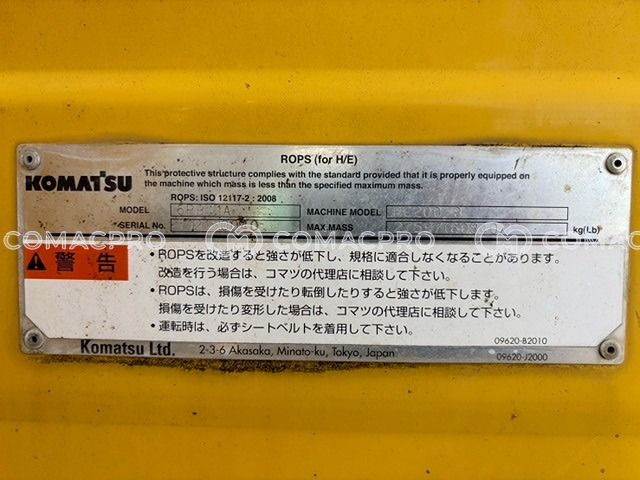 ROPS (for H/E)
KOMATSU
This protective structure complies with the standard provided that it is properly equipped on
the machine which mass is less than the specified maximum mass.
ROPS: ISO 12117-2 : 2008
MODEL
MACHINE MODEL
SERIAL No.
MAX.MASS
kg(Lb)
COMACPRO COMACPRO COMACPRO
警告
・ROPSを改造すると強さが低下し、規格に適合しなくなることがあります。
改造を行う場合は、コマツの代理店に相談して下さい。
・ROPSは、損傷を受けたり転倒したりすると強さが低下します。
損傷を受けたり変形した場合は、コマツの代理店に相談して下さい。
・運転時は、必ずシートベルトを着用して下さい。
09620-B2010
Komatsu Ltd. 2-3-6 Akasaka, Minato-ku, Tokyo, Japan
09620-J2000